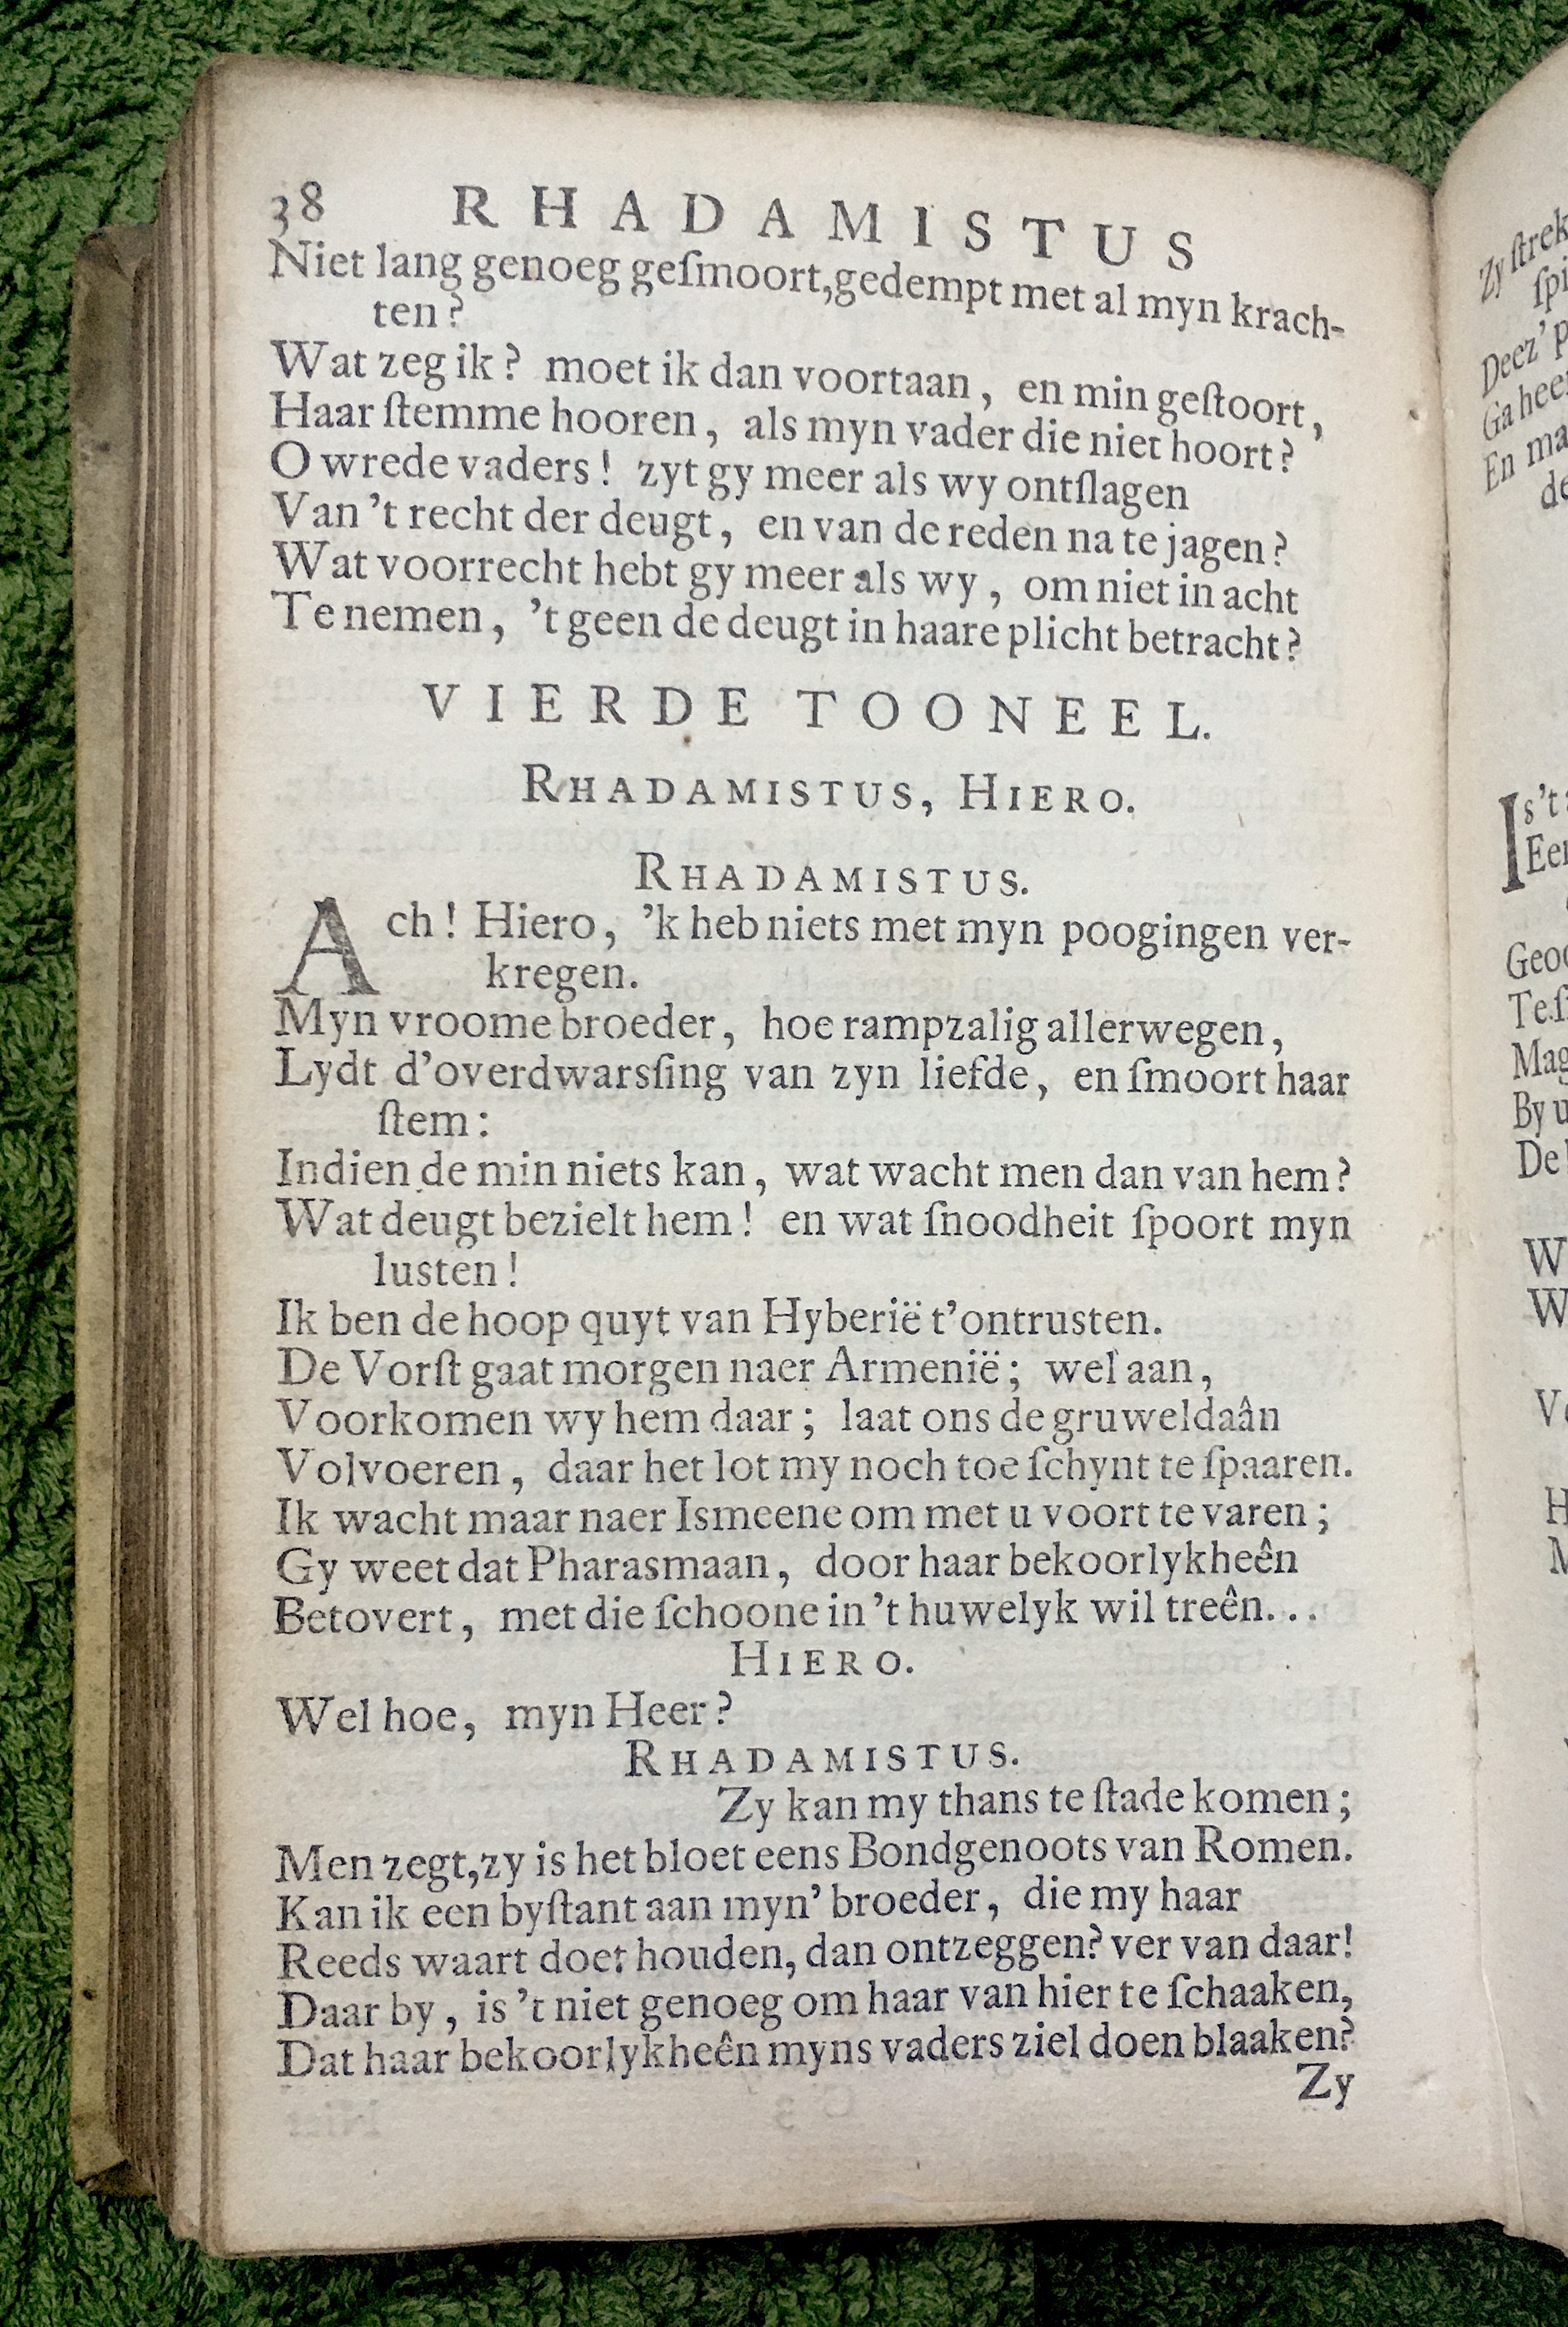 38 RHADAMISTUS
Niet lang genoeg geſmoort,gedempt met al myn krach-
ten?
Wat zeg ik? moet ik dan voortaan, en min geſtoort,
Haar ſtemme hooren, als myn vader die niet hoort?
O wrede vaders! zyt gy meer als wy ontſlagen
Van 't recht der deugt, en van de reden na te jagen?
Wat voorrecht hebt gy meer als wy, om niet in acht
Te nemen, 't geen de deugt in haare plicht betracht?
VIERDE TOONEEL.
RHADAMISTUS, HIERO.
RHADAMISTUS.
Ach! Hiero, 'k heb niets met myn poogingen ver-
kregen.
Myn vroome broeder, hoe rampzalig allerwegen,
Lydt d'overdwarsſing van zyn liefde, en ſmoort haar
ſtem:
Indien de min niets kan, wat wacht men dan van hem?
Wat deugt bezielt hem! en wat ſnoodheit ſpoort myn
lusten!
Ik ben de hoop quyt van Hyberië t'ontrusten.
De Vorſt gaat morgen naer Armenië; wel aan,
Voorkomen wy hem daar; laat ons de gruweldaân
Volvoeren, daar het lot my noch toe ſchynt te ſpaaren.
Ik wacht maar naer Ismeene om met u voort te varen;
Gy weet dat Pharasmaan, door haar bekoorlykheên
Betovert, met die ſchoone in 't huwelyk wil treên...
HIERO.
Wel hoe, myn Heer?
RHADAMISTUS.
Zy kan my thans te ſtade komen;
Men zegt,zy is het bloet eens Bondgenoots van Romen.
Kan ik een byſtant aan myn' broeder, die my haar
Reeds waart doet houden, dan ontzeggen? ver van daar!
Daar by, is 't niet genoeg om haar van hier te ſchaaken,
Dat haar bekoorlykheên myns vaders ziel doen blaaken?
Zy